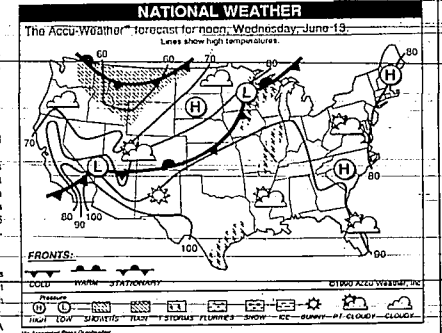 NATIONAL WEATHER
The Accu-Weather forecast for noon, Wednesday, June 13.
Lines show high temperatures.
60 60 70 80 80
H
L
H
70
L
H
80
80 90 100
100
90
FRONTS:
COLD WARM STATIONARY
©1990 Accu-Weather, Inc.
Pressure
H L
HIGH LOW SHOWERS RAIN T-STORMS FLURRIES SNOW ICE SUNNY PT. CLOUDY CLOUDY